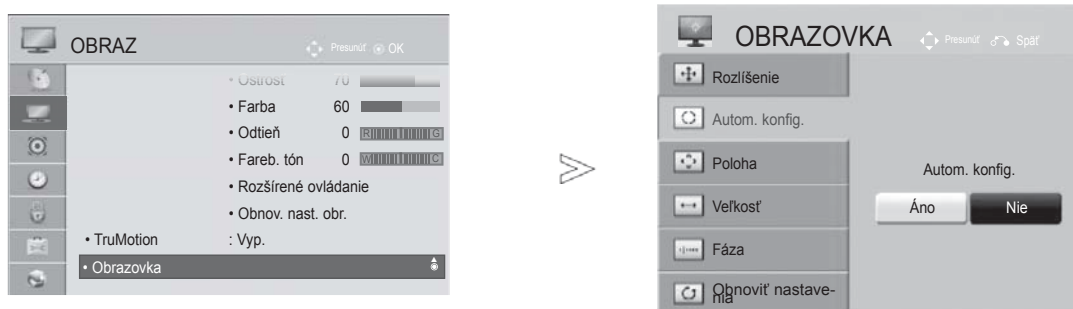 OBRAZ
Presunúť OK
• Ostrosť 70
• Farba 60
• Odtieň 0 R G
• Fareb. tón 0 W C
• Rozšírené ovládanie
• Obnov. nast. obr.
• TruMotion : Vyp.
• Obrazovka
OBRAZOVKA
Presunúť Späť
Rozlíšenie
Autom. konfig.
Poloha
Veľkosť
Fáza
Obnoviť nastave-
nia
Autom. konfig.
Áno Nie